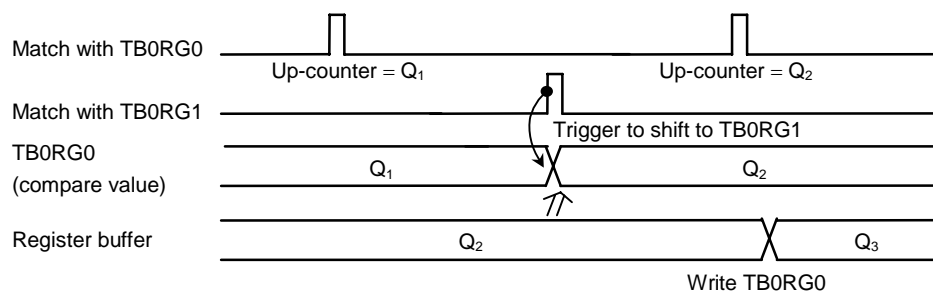 Match with TB0RG0
Up-counter = Q₁
Up-counter = Q₂
Match with TB0RG1
Trigger to shift to TB0RG1
TB0RG0
(compare value)
Q₁
Q₂
Register buffer
Q₂
Q₃
Write TB0RG0